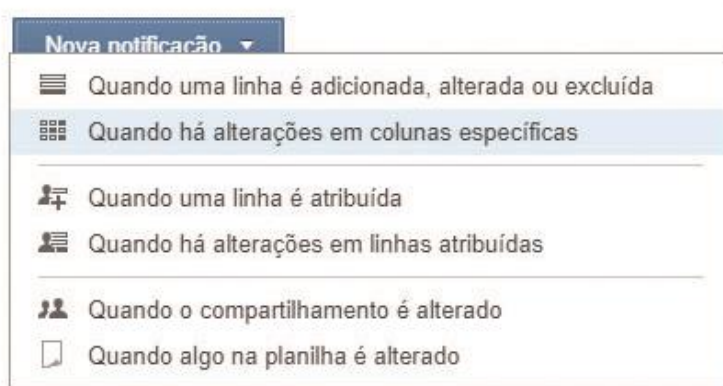 Nova notificação
Quando uma linha é adicionada, alterada ou excluída
Quando há alterações em colunas específicas
Quando uma linha é atribuída
Quando há alterações em linhas atribuídas
Quando o compartilhamento é alterado
Quando algo na planilha é alterado